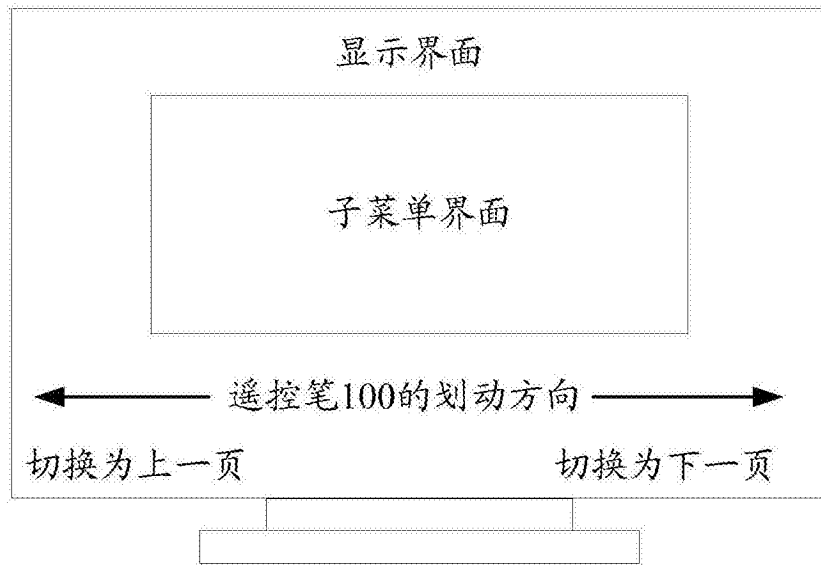 显示界面
子菜单界面
遥控笔100的划动方向
切换为上一页
切换为下一页